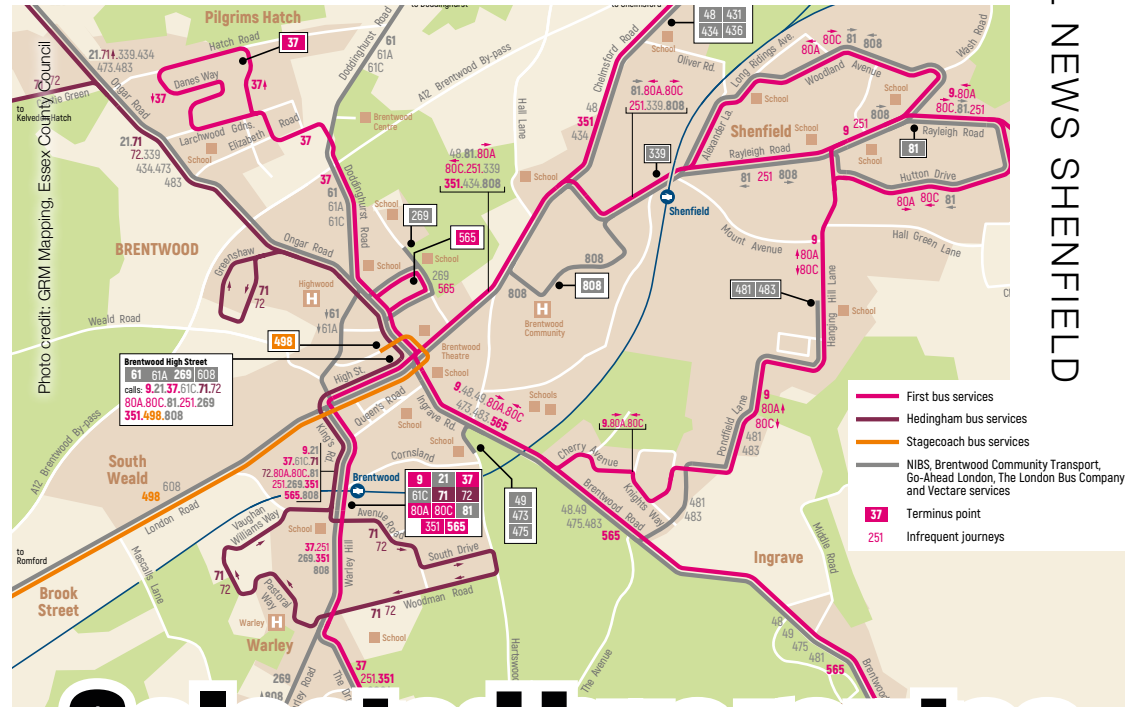 Pilgrims Hatch
Hatch Road
37
Danes Way
37
37
Larchwood Gdns.
Elizabeth Road
School
37
21.71.339.434
473.483
Ongar Road
to
Kelvedon Hatch
21.71
72.339
434.473
483
Doddinghurst Road
61
61A
61C
A12 Brentwood By-pass
Brentwood
Centre
Hall Lane
Chelmsford Road
48
351
434
48 431
434 436
School
Oliver Rd.
81.80A.80C
251.339.808
Long Ridings Ave.
80A
80C
81
808
Woodland Avenue
Wash Road
School
School
808
9.80A
80C.81.251
Alexander La.
Shenfield
School
251
9
Rayleigh Road
81
School
Rayleigh Road
81 251 808
Hutton Drive
80A 80C 81
339
Shenfield
48.81.80A
80C.251.339
351.434.808
School
37
61
61A
61C
Doddinghurst Road
School
269
565
School
School
269
565
BRENTWOOD
Ongar Road
Greenshaw
71
72
Highwood
H
61
61A
Weald Road
808
808
808
H
Brentwood
Community
Mount Avenue
9
80A
80C
Hall Green Lane
481 483
Hanging Hill Lane
School
498
Brentwood High Street
61 61A 269 608
calls: 9.21.37.61C.71.72
80A.80C.81.251.269
351.498.808
Brentwood
Theatre
High St.
Queen's Road
School
Ingrave Rd.
School
9.48.49.80A.80C
473.483.565
Schools
9.80A.80C
Cherry Avenue
Knights Way
Pondfield Lane
9
80A
80C
481
483
481
483
A12 Brentwood By-pass
South
Weald
498
608
London Road
King's Rd.
9.21
37.61C.71
72.80A.80C.81
251.269.351
565.808
Cornsland
Brentwood
9 21 37
61C 71 72
80A 80C 81
351 565
49
473
475
Brentwood Road
48.49
475.483
565
Vaughan
Williams Way
School
Avenue Road
71
72
South Drive
37.251
269.351
808
Warley Hill
71
72
Pastoral
Way
71 72
Woodman Road
Warley
H
Warley
School
to
Romford
Brook
Street
Mascalls Lane
37
251.351
269
808
The Avenue
Ingrave
Middle Road
48
49
475
481
565
First bus services
Hedingham bus services
Stagecoach bus services
NIBS, Brentwood Community Transport,
Go-Ahead London, The London Bus Company
and Vectare services
37 Terminus point
251 Infrequent journeys
Photo credit: GRM Mapping, Essex County Council
NEWS SHENFIELD